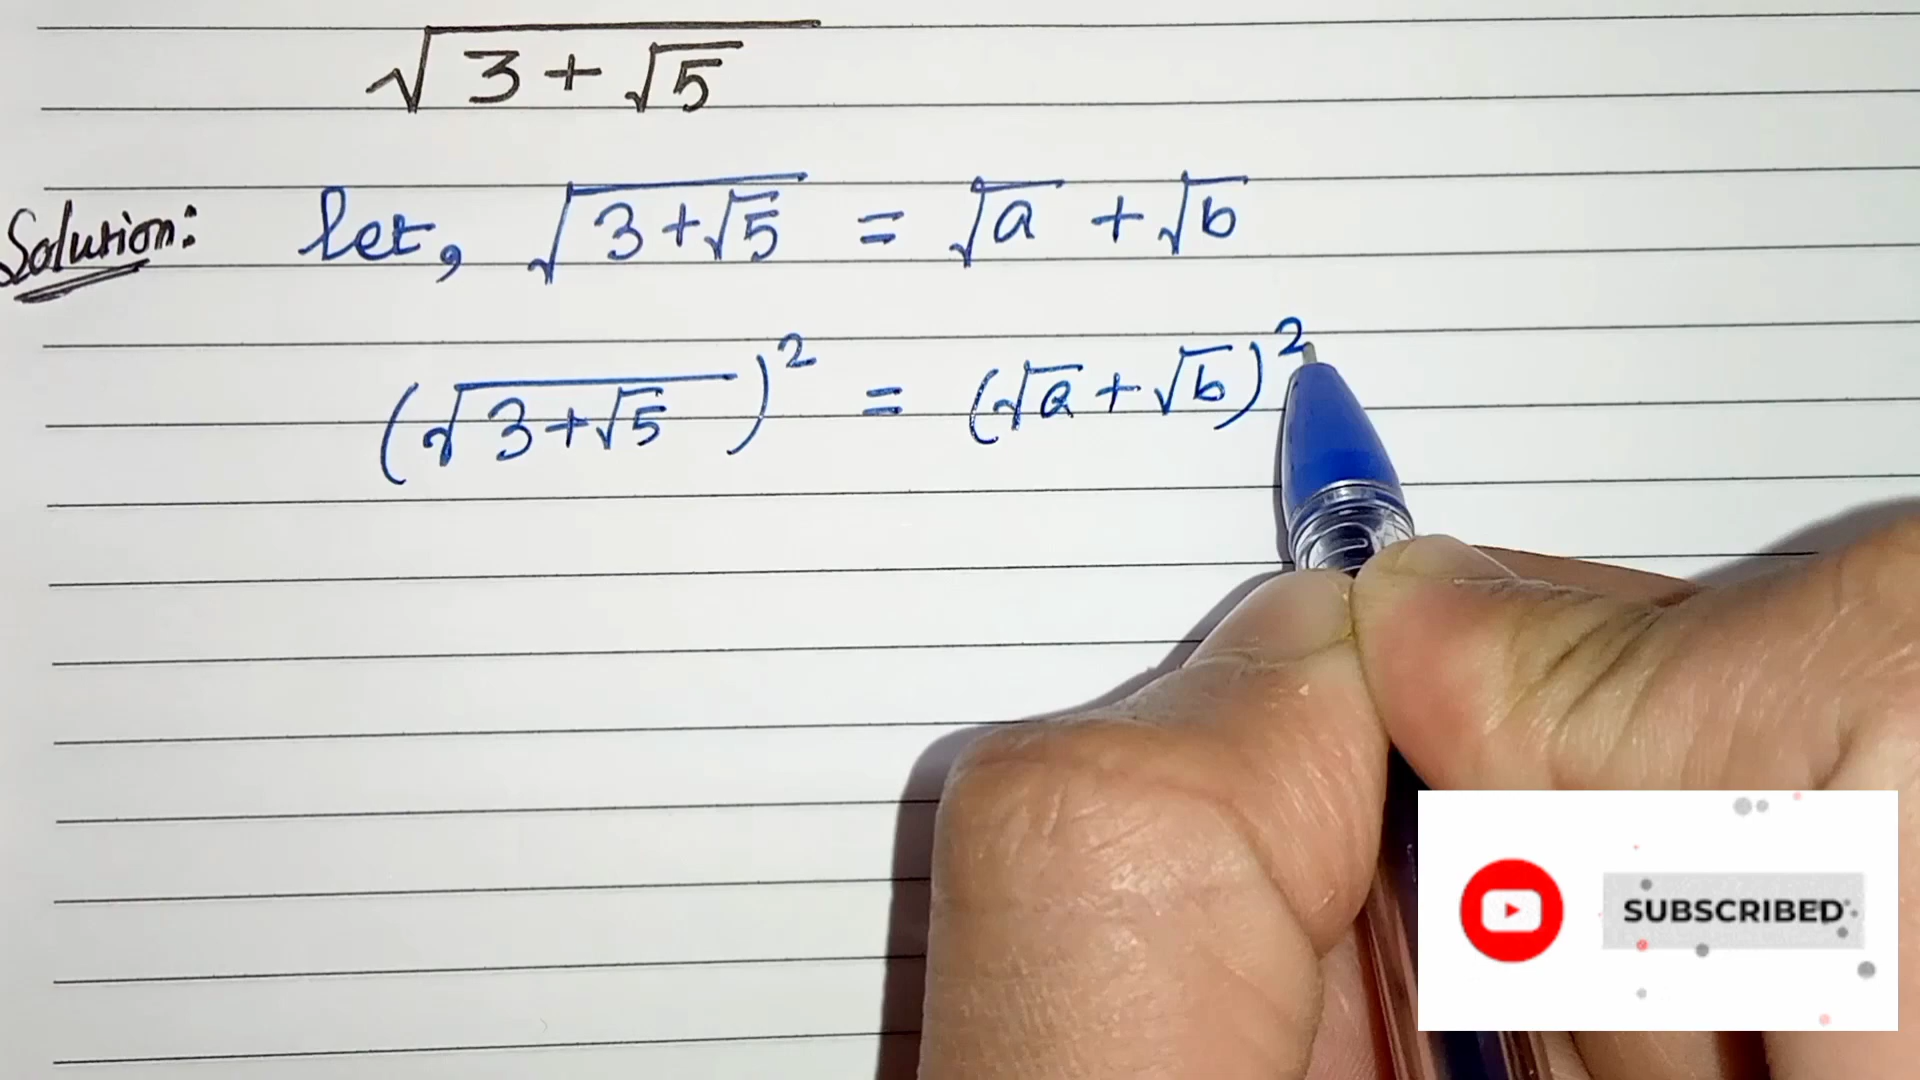 √(3+√5)
Solution: let, √(3+√5) = √a + √b
(√(3+√5))² = (√a+√b)²
SUBSCRIBED